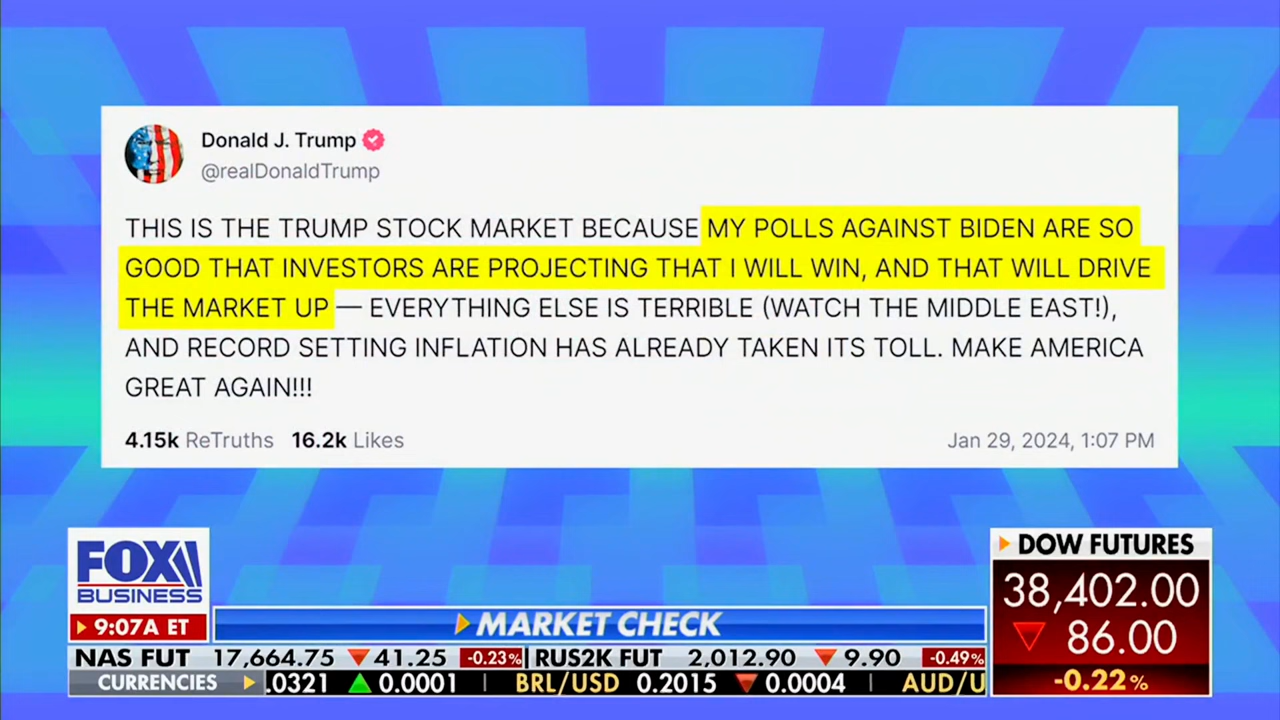 Donald J. Trump
@realDonaldTrump
THIS IS THE TRUMP STOCK MARKET BECAUSE MY POLLS AGAINST BIDEN ARE SO
GOOD THAT INVESTORS ARE PROJECTING THAT I WILL WIN, AND THAT WILL DRIVE
THE MARKET UP — EVERYTHING ELSE IS TERRIBLE (WATCH THE MIDDLE EAST!),
AND RECORD SETTING INFLATION HAS ALREADY TAKEN ITS TOLL. MAKE AMERICA
GREAT AGAIN!!!
4.15k ReTruths 16.2k Likes
Jan 29, 2024, 1:07 PM
FOX
BUSINESS
9:07A ET
MARKET CHECK
NAS FUT 17,664.75 41.25 -0.23% RUS2K FUT 2,012.90 9.90 -0.49%
CURRENCIES .0321 0.0001 BRL/USD 0.2015 0.0004 AUD/U
DOW FUTURES
38,402.00
86.00
-0.22%